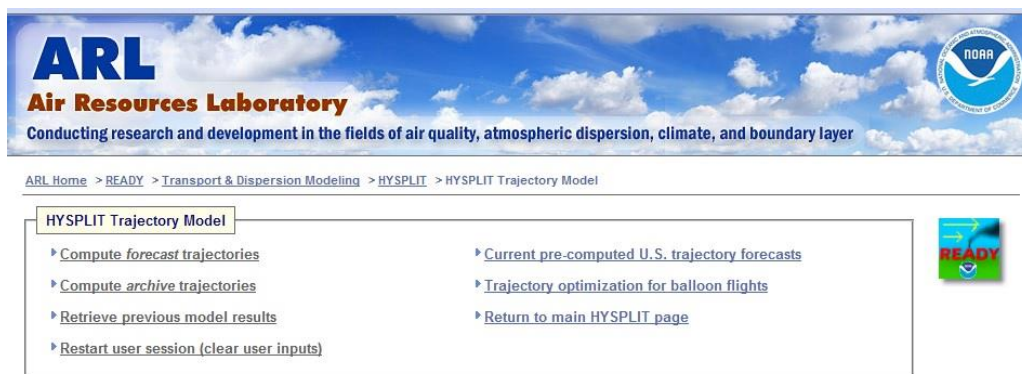 ARL
Air Resources Laboratory
Conducting research and development in the fields of air quality, atmospheric dispersion, climate, and boundary layer
NOAA
ARL Home > READY > Transport & Dispersion Modeling > HYSPLIT > HYSPLIT Trajectory Model
HYSPLIT Trajectory Model
Compute forecast trajectories
Compute archive trajectories
Retrieve previous model results
Restart user session (clear user inputs)
Current pre-computed U.S. trajectory forecasts
Trajectory optimization for balloon flights
Return to main HYSPLIT page
READY